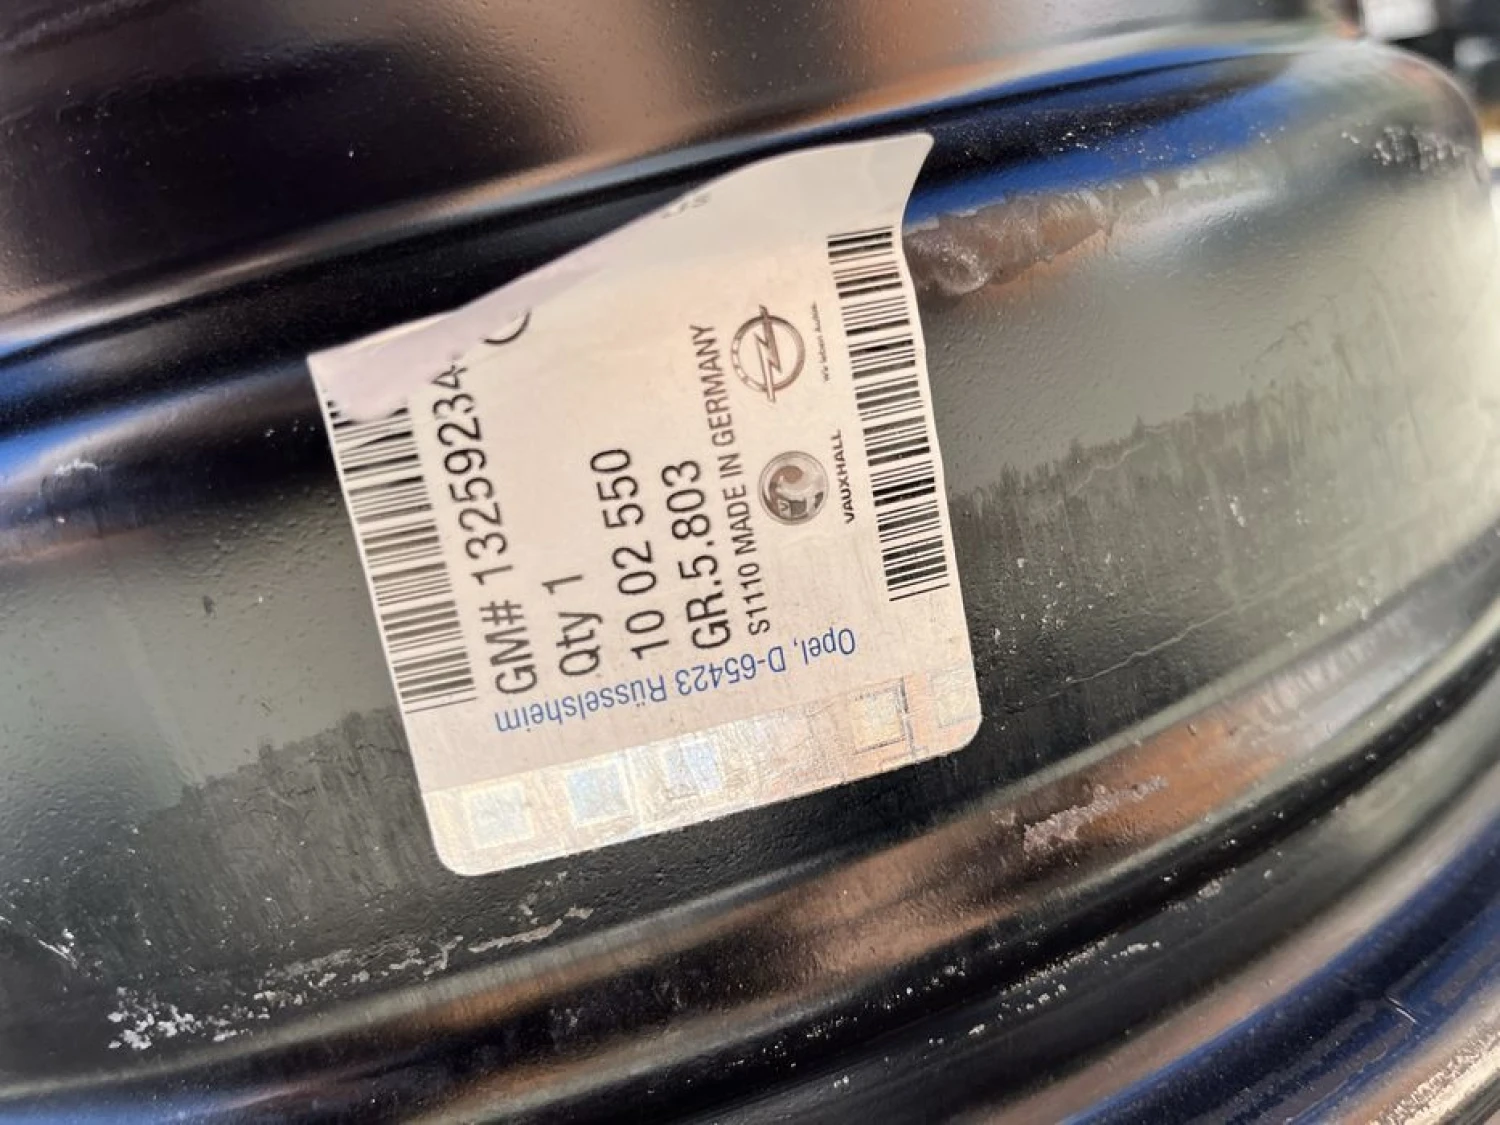 GM# 13259234
Qty 1
10 02 550
GR.5.803
S1110 MADE IN GERMANY
VAUXHALL
Opel, D-65423 Rüsselsheim